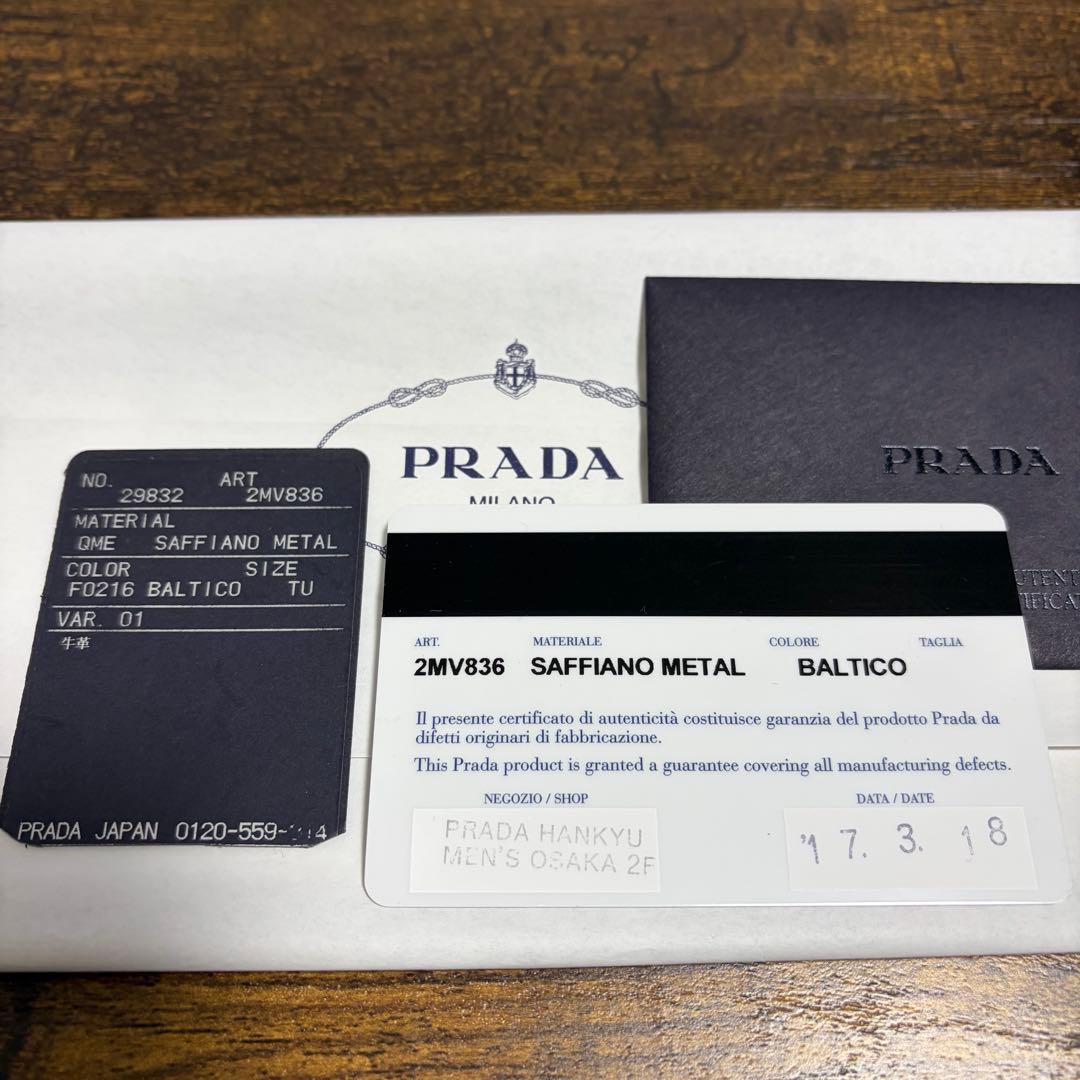 PRADA
MILANO
PRADA
NO. ART
29832 2MV836
MATERIAL
QME SAFFIANO METAL
COLOR SIZE
F0216 BALTICO TU
VAR. 01
牛革
PRADA JAPAN 0120-559-
ART. MATERIALE COLORE TAGLIA
2MV836 SAFFIANO METAL BALTICO
Il presente certificato di autenticità costituisce garanzia del prodotto Prada da
difetti originari di fabbricazione.
This Prada product is granted a guarantee covering all manufacturing defects.
NEGOZIO / SHOP DATA / DATE
PRADA HANKYU
MEN'S OSAKA 2F
'17. 3. 18